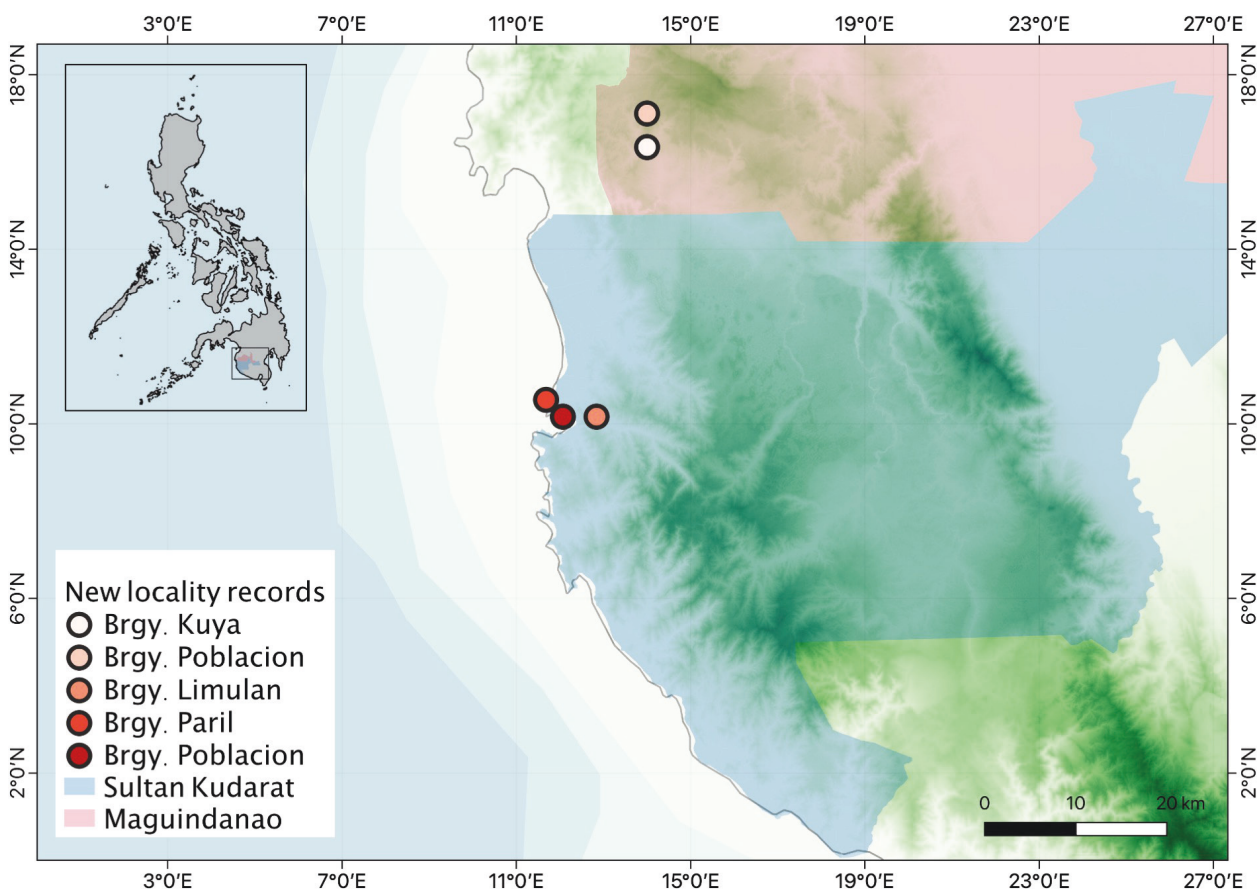 3°0'E 7°0'E 11°0'E 15°0'E 19°0'E 23°0'E 27°0'E
18°0'N 18°0'N
14°0'N 14°0'N
10°0'N 10°0'N
6°0'N 6°0'N
2°0'N 2°0'N
New locality records
Brgy. Kuya
Brgy. Poblacion
Brgy. Limulan
Brgy. Paril
Brgy. Poblacion
Sultan Kudarat
Maguindanao
0 10 20 km
3°0'E 7°0'E 11°0'E 15°0'E 19°0'E 23°0'E 27°0'E